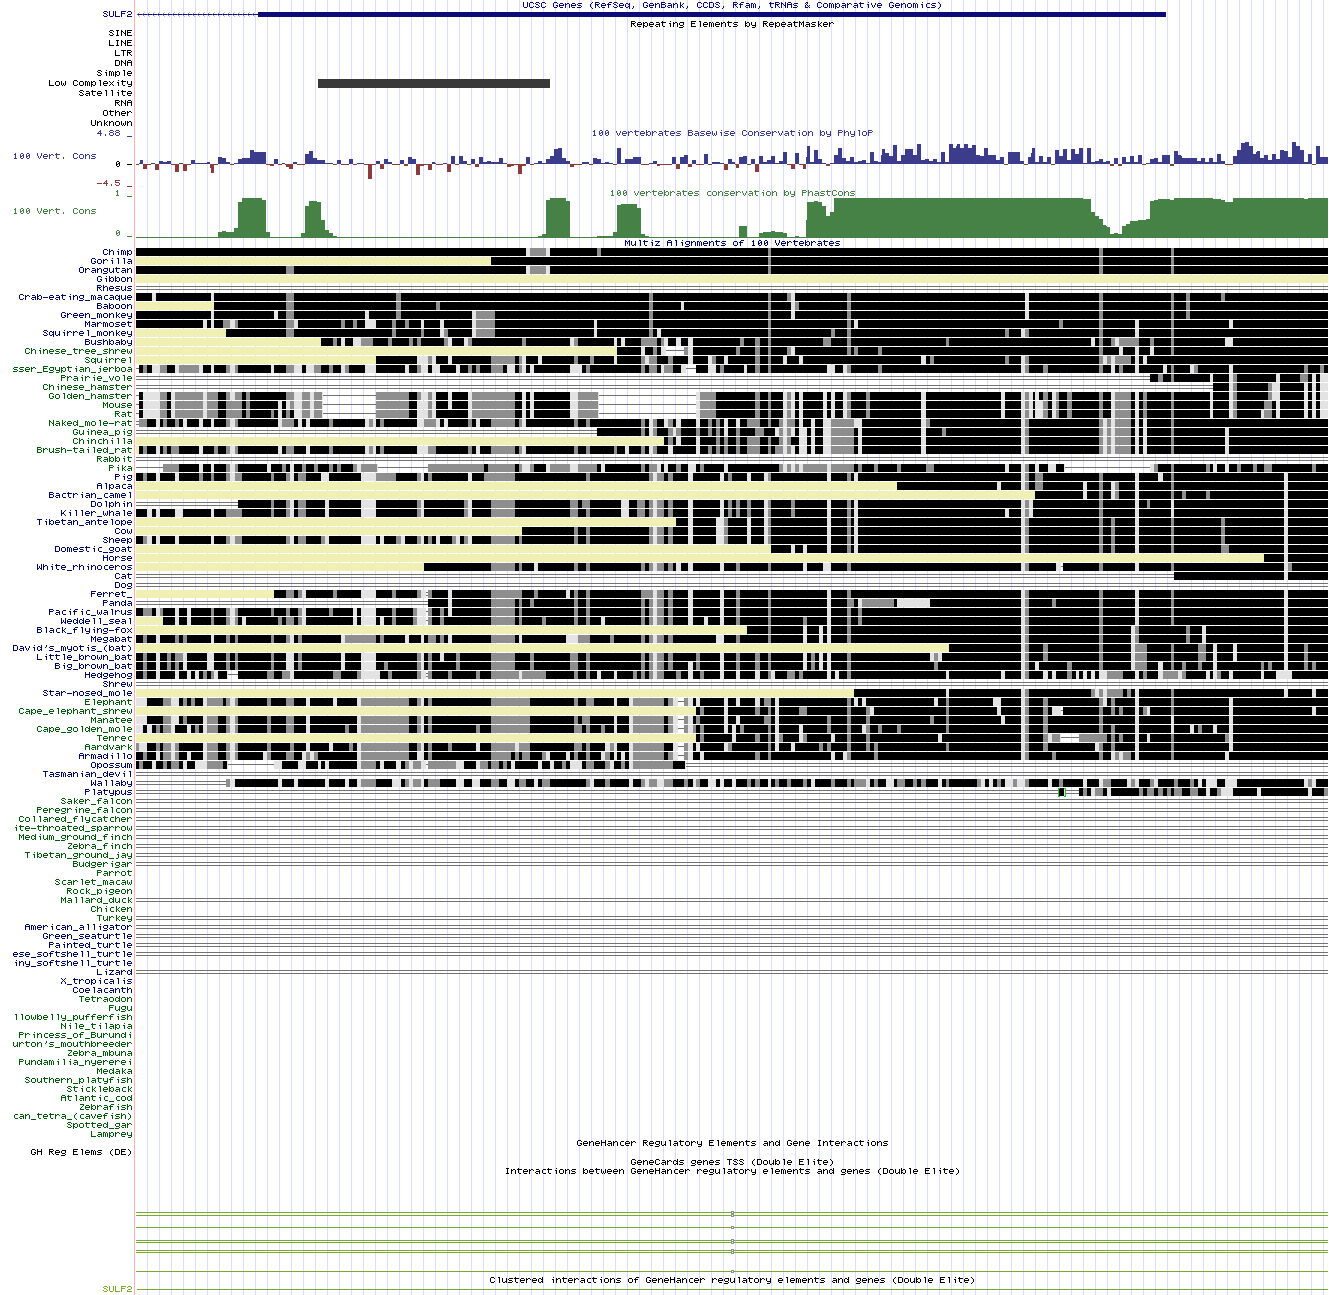 UCSC Genes (RefSeq, GenBank, CCDS, Rfam, tRNAs & Comparative Genomics)
SULF2
Repeating Elements by RepeatMasker
SINE
LINE
LTR
DNA
Simple
Low Complexity
Satellite
RNA
Other
Unknown
4.88 _
100 vertebrates Basewise Conservation by PhyloP
100 Vert. Cons
0 _
-4.5 _
100 vertebrates conservation by PhastCons
1 _
100 Vert. Cons
0 _
Multiz Alignments of 100 Vertebrates
Chimp
Gorilla
Orangutan
Gibbon
Rhesus
Crab-eating_macaque
Baboon
Green_monkey
Marmoset
Squirrel_monkey
Bushbaby
Chinese_tree_shrew
Squirrel
sser_Egyptian_jerboa
Prairie_vole
Chinese_hamster
Golden_hamster
Mouse
Rat
Naked_mole-rat
Guinea_pig
Chinchilla
Brush-tailed_rat
Rabbit
Pika
Pig
Alpaca
Bactrian_camel
Dolphin
Killer_whale
Tibetan_antelope
Cow
Sheep
Domestic_goat
Horse
White_rhinoceros
Cat
Dog
Ferret_
Panda
Pacific_walrus
Weddell_seal
Black_flying-fox
Megabat
David's_myotis_(bat)
Little_brown_bat
Big_brown_bat
Hedgehog
Shrew
Star-nosed_mole
Elephant
Cape_elephant_shrew
Manatee
Cape_golden_mole
Tenrec
Aardvark
Armadillo
Opossum
Tasmanian_devil
Wallaby
Platypus
Saker_falcon
Peregrine_falcon
Collared_flycatcher
ite-throated_sparrow
Medium_ground_finch
Zebra_finch
Tibetan_ground_jay
Budgerigar
Parrot
Scarlet_macaw
Rock_pigeon
Mallard_duck
Chicken
Turkey
American_alligator
Green_seaturtle
Painted_turtle
ese_softshell_turtle
iny_softshell_turtle
Lizard
X_tropicalis
Coelacanth
Tetraodon
Fugu
llowbelly_pufferfish
Nile_tilapia
Princess_of_Burundi
urton's_mouthbreeder
Zebra_mbuna
Pundamilia_nyererei
Medaka
Southern_platyfish
Stickleback
Atlantic_cod
Zebrafish
can_tetra_(cavefish)
Spotted_gar
Lamprey
GeneHancer Regulatory Elements and Gene Interactions
GH Reg Elems (DE)
GeneCards genes TSS (Double Elite)
Interactions between GeneHancer regulatory elements and genes (Double Elite)
Clustered interactions of GeneHancer regulatory elements and genes (Double Elite)
SULF2